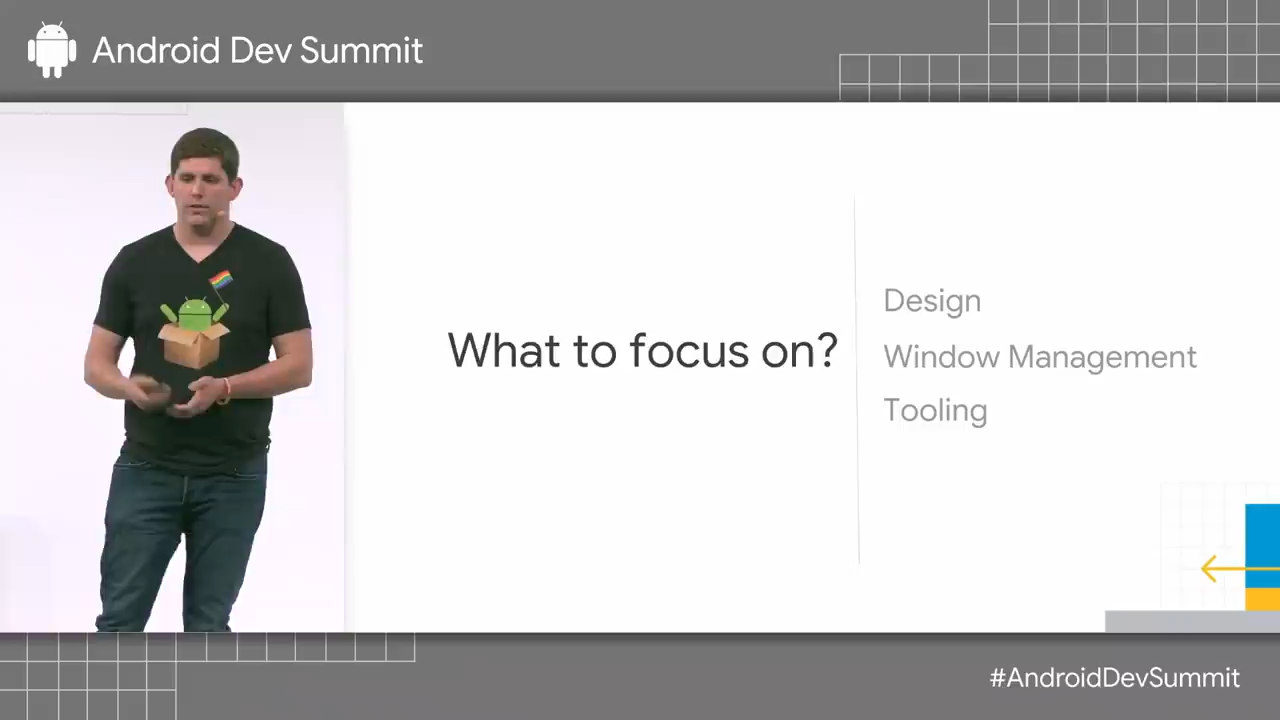 Android Dev Summit
What to focus on?
Design
Window Management
Tooling
#AndroidDevSummit